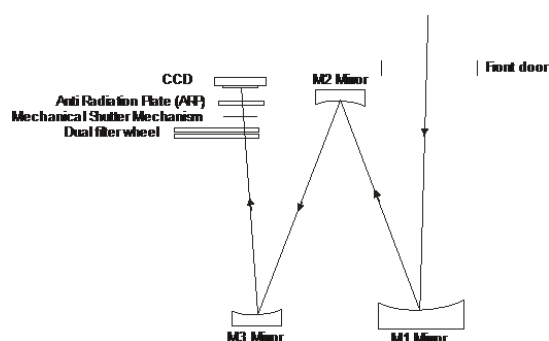 CCD
M2 Mirror
Front door
Anti Radiation Plate (ARP)
Mechanical Shutter Mechanism
Dual filter wheel
M3 Mirror
M1 Mirror